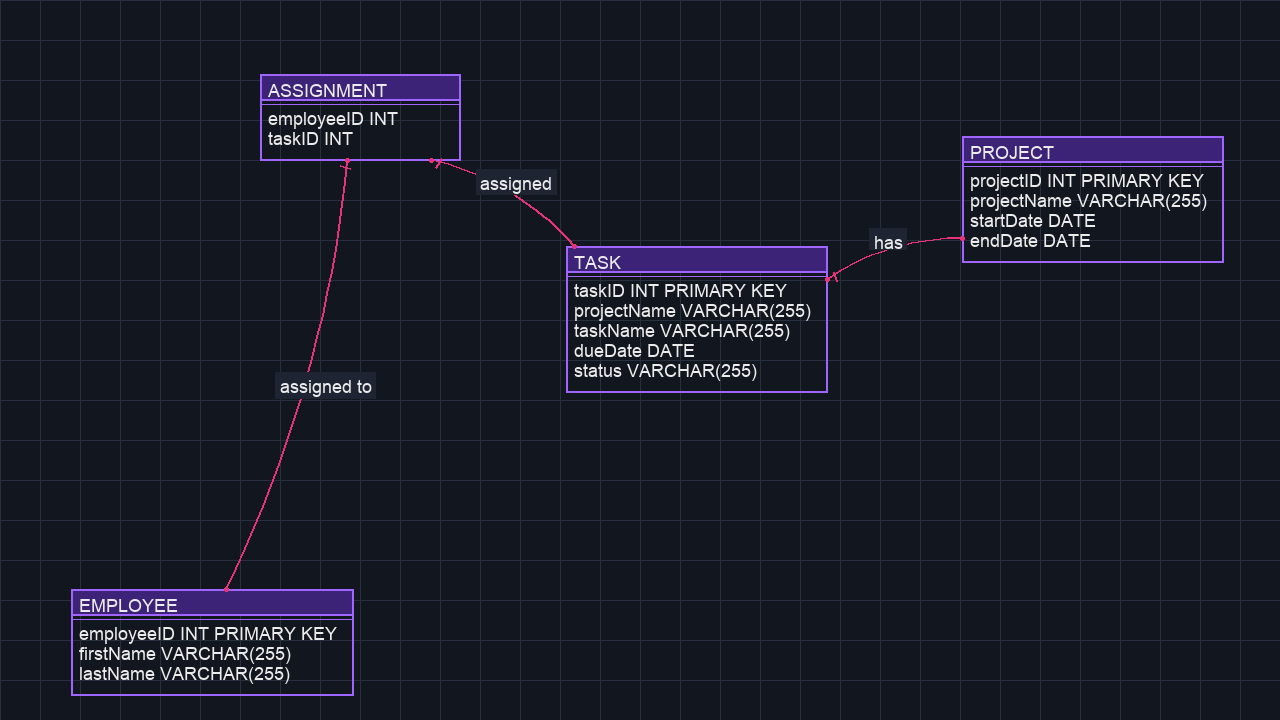 ASSIGNMENT
employeeID INT
taskID INT
PROJECT
projectID INT PRIMARY KEY
projectName VARCHAR(255)
startDate DATE
endDate DATE
assigned
has
TASK
taskID INT PRIMARY KEY
projectName VARCHAR(255)
taskName VARCHAR(255)
dueDate DATE
status VARCHAR(255)
assigned to
EMPLOYEE
employeeID INT PRIMARY KEY
firstName VARCHAR(255)
lastName VARCHAR(255)